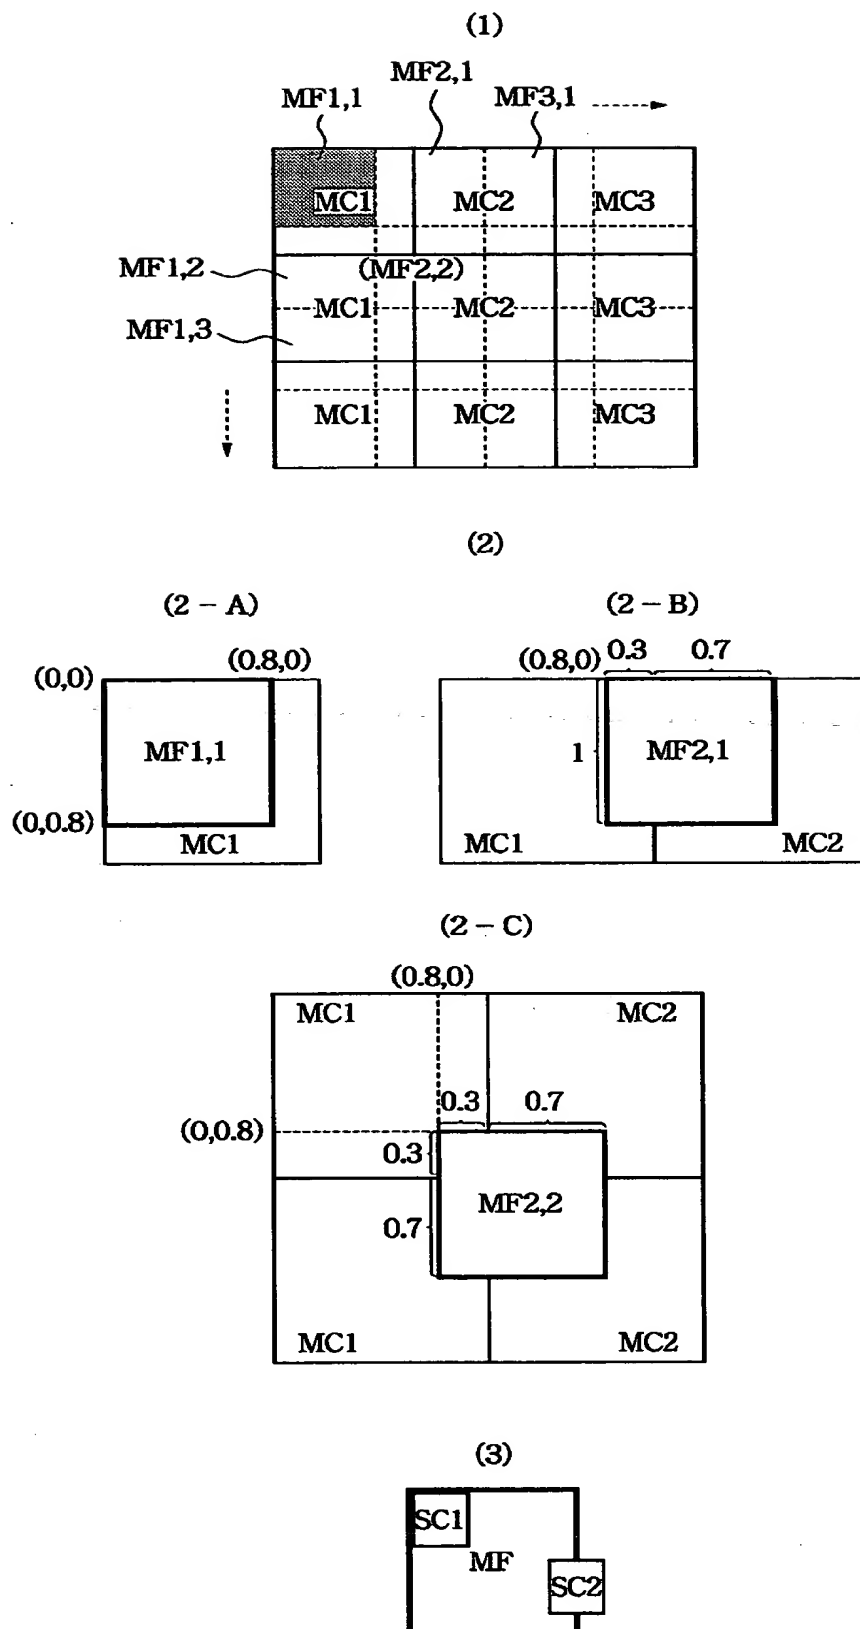 (1)
MF2,1
MF1,1 MF3,1
MC1 MC2 MC3
MF1,2 (MF2,2)
MC1 MC2 MC3
MF1,3
MC1 MC2 MC3
(2)
(2 - A) (2 - B)
(0.8,0) (0.8,0) 0.3 0.7
(0,0)
MF1,1 1 MF2,1
(0,0.8)
MC1 MC1 MC2
(2 - C)
(0.8,0)
MC1 MC2
0.3 0.7
(0,0.8)
0.3
MF2,2
0.7
MC1 MC2
(3)
SC1
MF
SC2